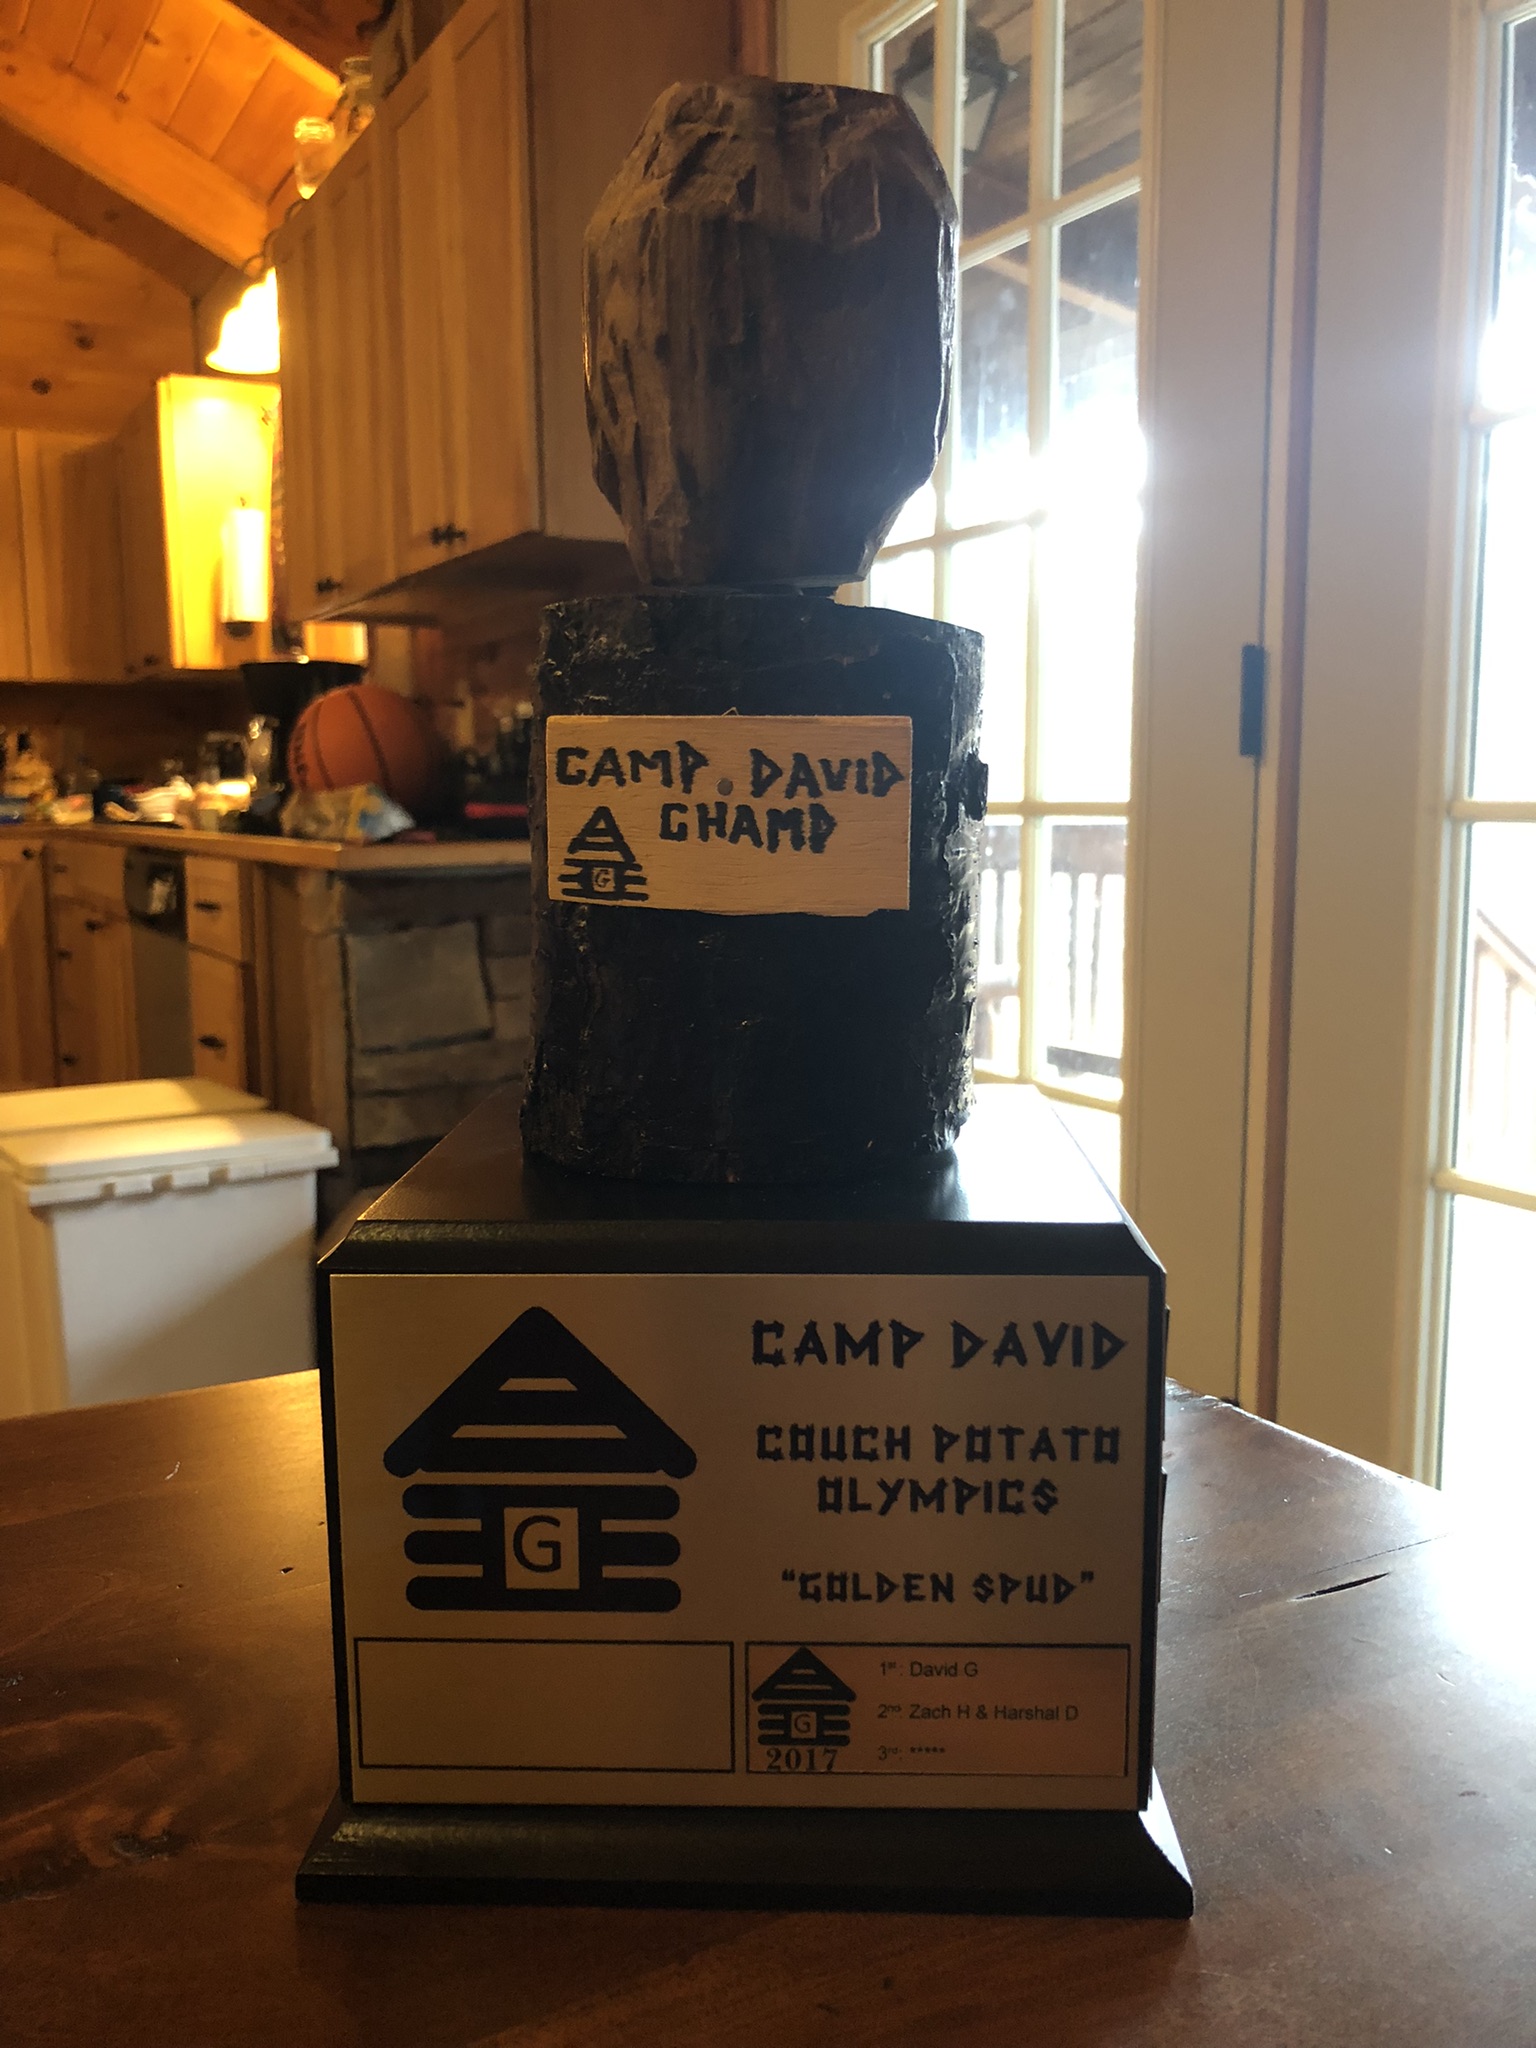 CAMP. DAVID
CHAMP
G
CAMP DAVID
COUCH POTATO
OLYMPICS
"GOLDEN SPUD"
G
1st: David G
2nd: Zach H & Harshal D
3rd: *****
G
2017